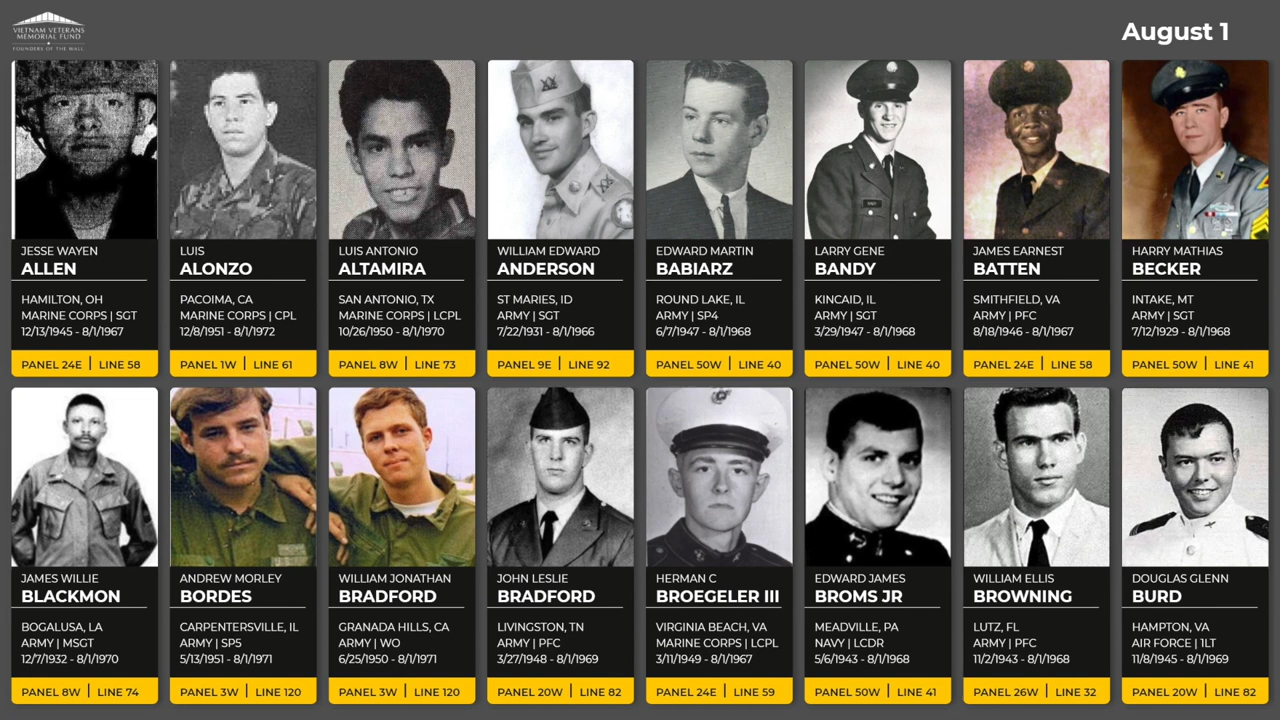 VIETNAM VETERANS
MEMORIAL FUND
FOUNDERS OF THE WALL
August 1
JESSE WAYEN
ALLEN
HAMILTON, OH
MARINE CORPS | SGT
12/13/1945 - 8/1/1967
PANEL 24E | LINE 58
LUIS
ALONZO
PACOIMA, CA
MARINE CORPS | CPL
12/8/1951 - 8/1/1972
PANEL 1W | LINE 61
LUIS ANTONIO
ALTAMIRA
SAN ANTONIO, TX
MARINE CORPS | LCPL
10/26/1950 - 8/1/1970
PANEL 8W | LINE 73
WILLIAM EDWARD
ANDERSON
ST MARIES, ID
ARMY | SGT
7/22/1931 - 8/1/1966
PANEL 9E | LINE 92
EDWARD MARTIN
BABIARZ
ROUND LAKE, IL
ARMY | SP4
6/7/1947 - 8/1/1968
PANEL 50W | LINE 40
LARRY GENE
BANDY
KINCAID, IL
ARMY | SGT
3/29/1947 - 8/1/1968
PANEL 50W | LINE 40
JAMES EARNEST
BATTEN
SMITHFIELD, VA
ARMY | PFC
8/18/1946 - 8/1/1967
PANEL 24E | LINE 58
HARRY MATHIAS
BECKER
INTAKE, MT
ARMY | SGT
7/12/1929 - 8/1/1968
PANEL 50W | LINE 41
JAMES WILLIE
BLACKMON
BOGALUSA, LA
ARMY | MSGT
12/7/1932 - 8/1/1970
PANEL 8W | LINE 74
ANDREW MORLEY
BORDES
CARPENTERSVILLE, IL
ARMY | SP5
5/13/1951 - 8/1/1971
PANEL 3W | LINE 120
WILLIAM JONATHAN
BRADFORD
GRANADA HILLS, CA
ARMY | WO
6/25/1950 - 8/1/1971
PANEL 3W | LINE 120
JOHN LESLIE
BRADFORD
LIVINGSTON, TN
ARMY | PFC
3/27/1948 - 8/1/1969
PANEL 20W | LINE 82
HERMAN C
BROEGELER III
VIRGINIA BEACH, VA
MARINE CORPS | LCPL
3/11/1949 - 8/1/1967
PANEL 24E | LINE 59
EDWARD JAMES
BROMS JR
MEADVILLE, PA
NAVY | LCDR
5/6/1943 - 8/1/1968
PANEL 50W | LINE 41
WILLIAM ELLIS
BROWNING
LUTZ, FL
ARMY | PFC
11/2/1943 - 8/1/1968
PANEL 26W | LINE 32
DOUGLAS GLENN
BURD
HAMPTON, VA
AIR FORCE | 1LT
11/8/1945 - 8/1/1969
PANEL 20W | LINE 82